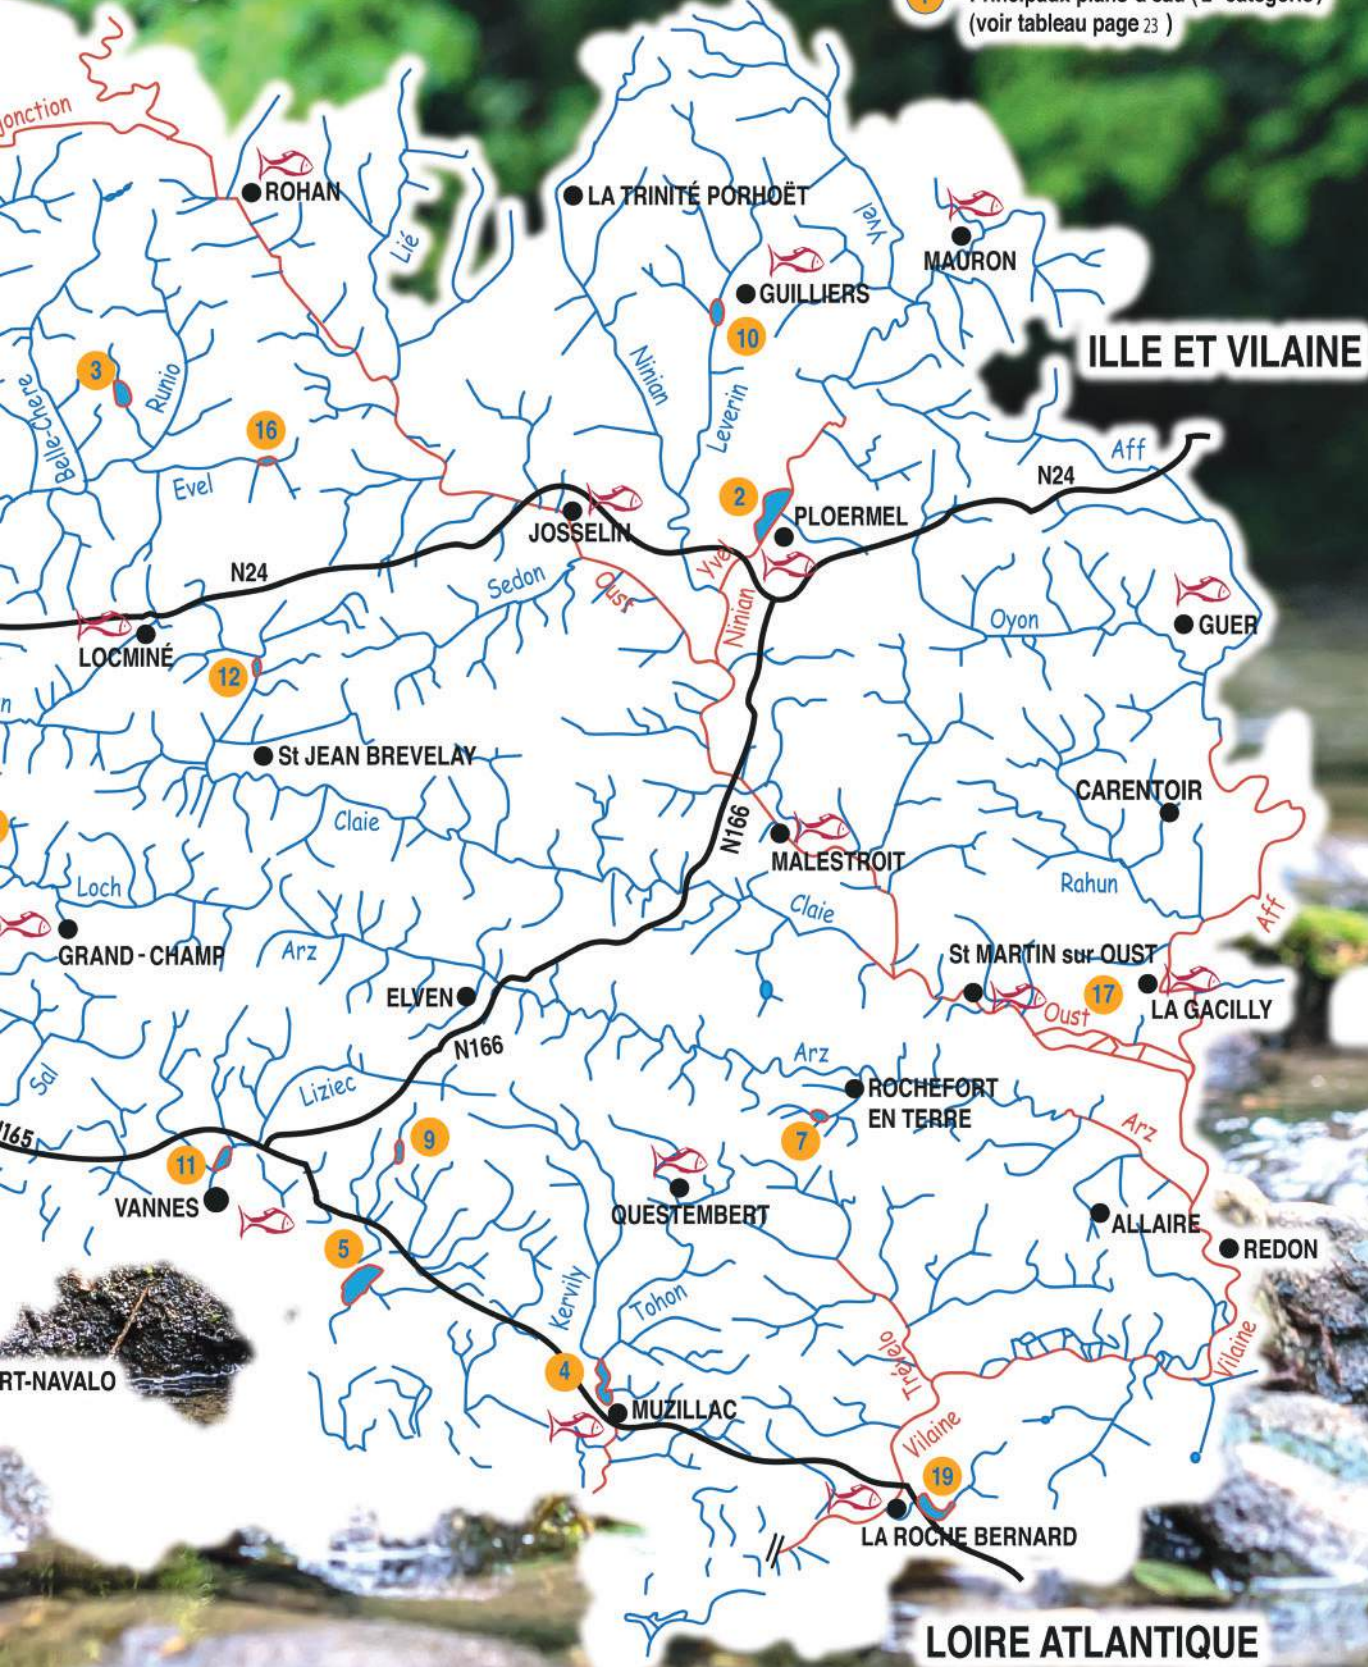 (voir tableau page 23 )
jonction
ROHAN
Lié
LA TRINITÉ PORHOËT
Yvel
MAURON
GUILLIERS
10
ILLE ET VILAINE
3
Belle-Chere
Runio
Ninian
Leverin
16
Evel
Aff
N24
2
PLOERMEL
JOSSELIN
N24
Sedon
Oust
Yvel
Ninian
Oyon
GUER
LOCMINÉ
12
St JEAN BREVELAY
Claie
N166
CARENTOIR
MALESTROIT
Rahun
Loch
Claie
Aff
GRAND-CHAMP
Arz
ELVEN
St MARTIN sur OUST
17
LA GACILLY
Oust
N166
Sal
Liziec
Arz
ROCHEFORT
EN TERRE
Arz
7
9
11
VANNES
QUESTEMBERT
ALLAIRE
REDON
5
Kervily
Tohon
Trévelo
Vilaine
RT-NAVALO
4
MUZILLAC
Vilaine
19
LA ROCHE BERNARD
LOIRE ATLANTIQUE